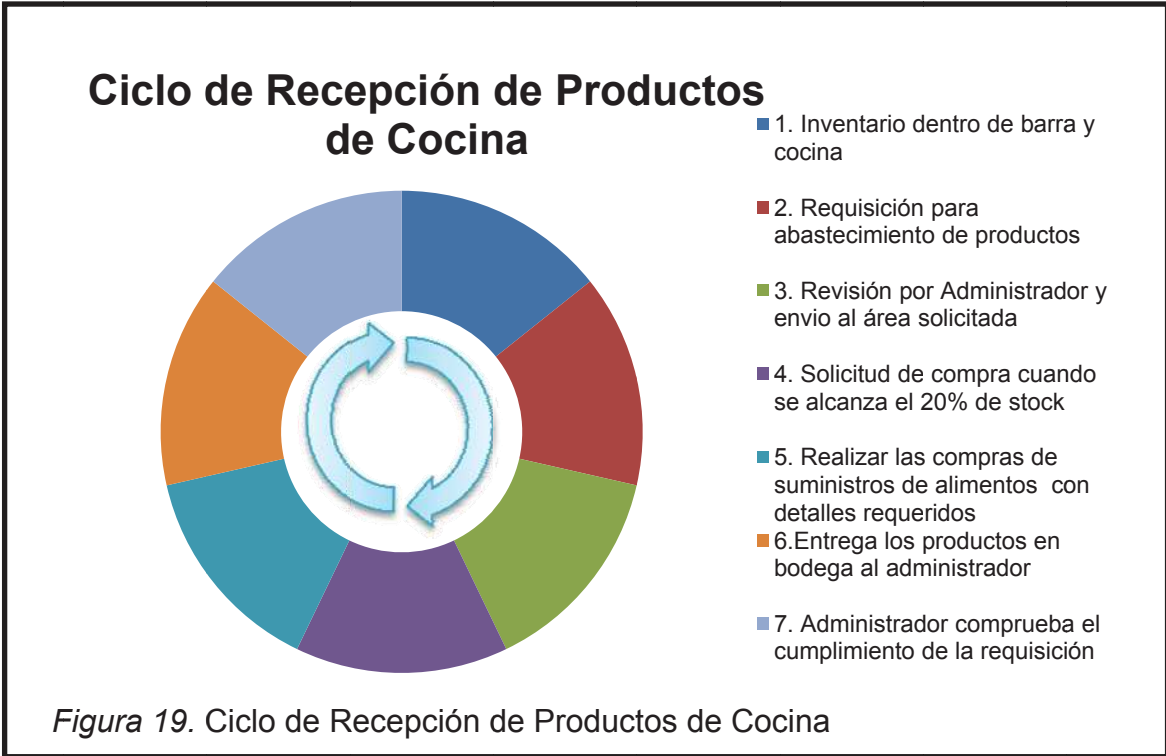 Ciclo de Recepción de Productos
de Cocina
1. Inventario dentro de barra y
cocina
2. Requisición para
abastecimiento de productos
3. Revisión por Administrador y
envio al área solicitada
4. Solicitud de compra cuando
se alcanza el 20% de stock
5. Realizar las compras de
suministros de alimentos  con
detalles requeridos
6.Entrega los productos en
bodega al administrador
7. Administrador comprueba el
cumplimiento de la requisición
Figura 19. Ciclo de Recepción de Productos de Cocina